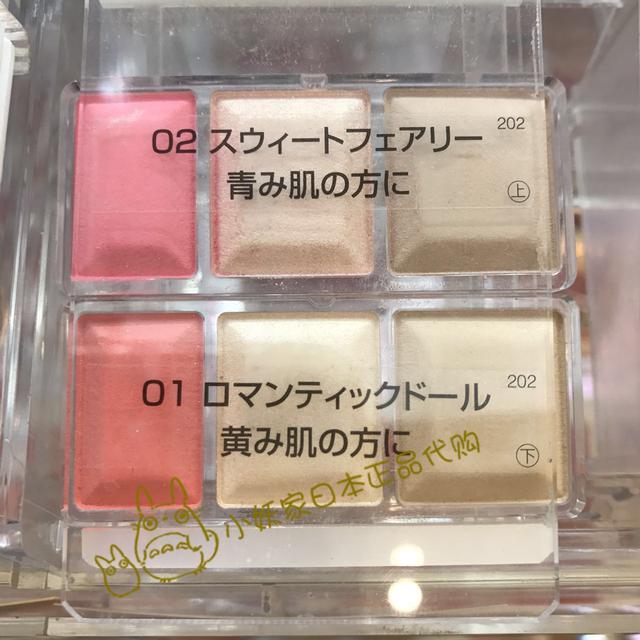 02 スウィートフェアリー
202
青み肌の方に
上
01 ロマンティックドール
202
黄み肌の方に
下
小妖家日本正品代购